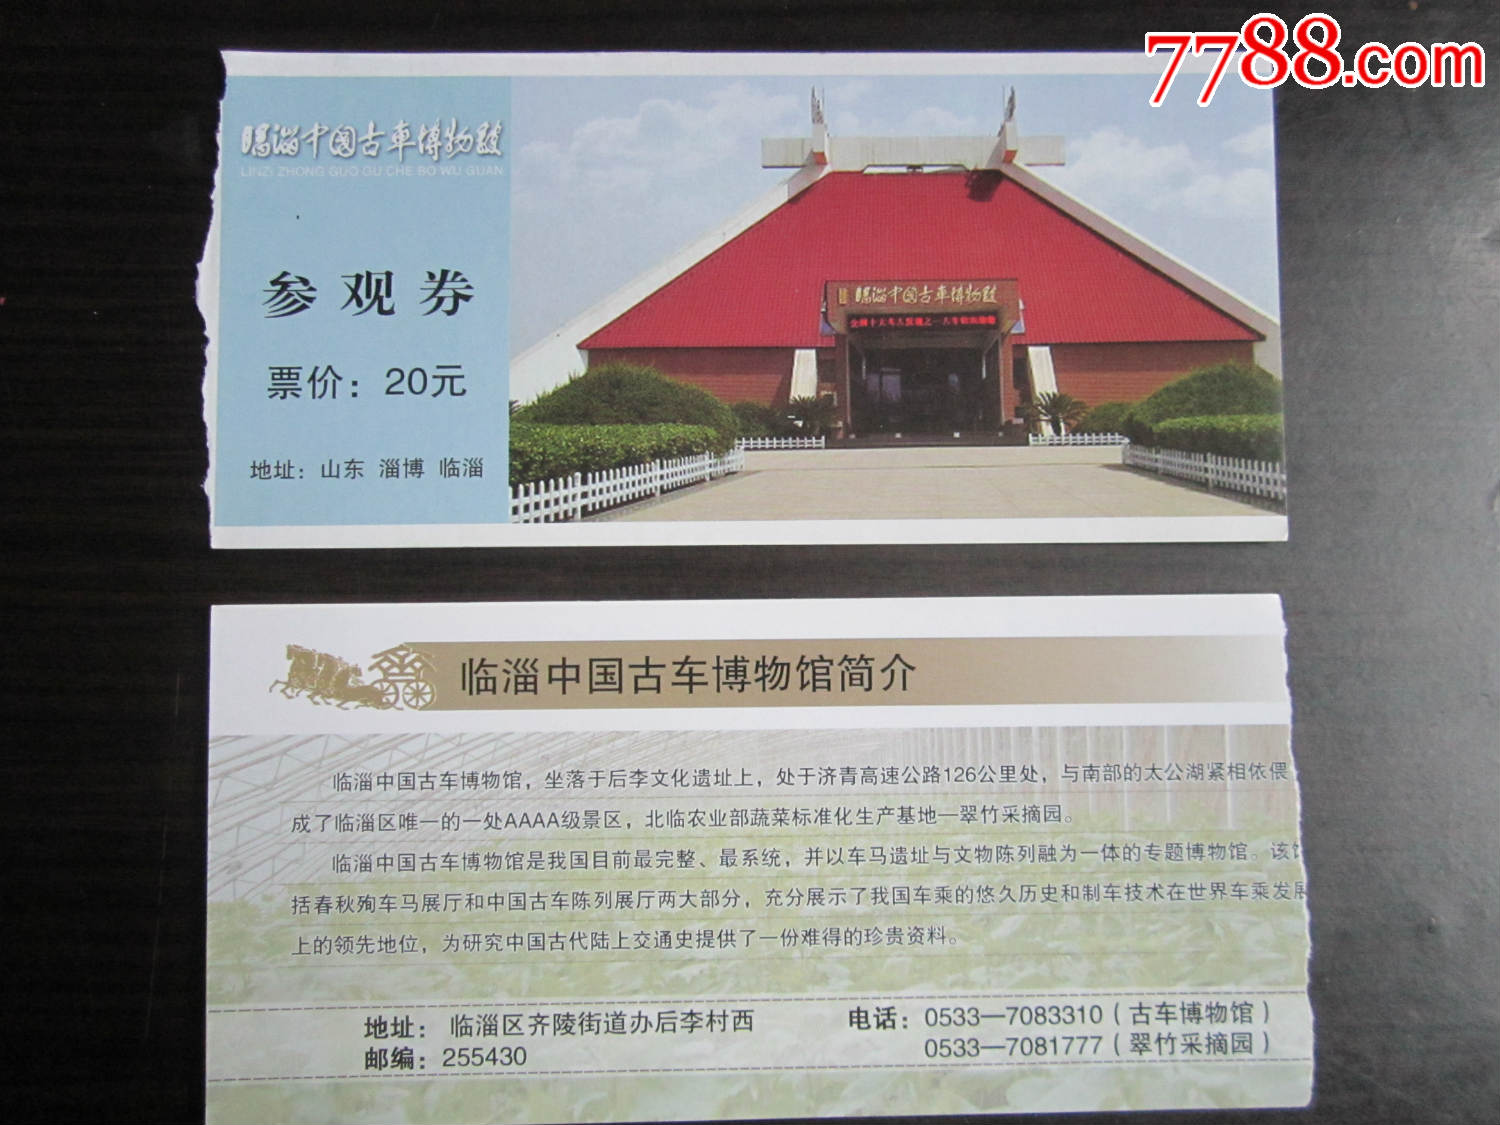 7788.com
临淄中国古車博物館
LINZI ZHONG GUO GU CHE BO WU GUAN
参观券
票价：20元
地址：山东 淄博 临淄
临淄中国古車博物館
临淄中国古车博物馆简介
临淄中国古车博物馆，坐落于后李文化遗址上，处于济青高速公路126公里处，与南部的太公湖紧相依偎
成了临淄区唯一的一处AAAA级景区，北临农业部蔬菜标准化生产基地—翠竹采摘园。
临淄中国古车博物馆是我国目前最完整、最系统，并以车马遗址与文物陈列融为一体的专题博物馆。该
括春秋殉车马展厅和中国古车陈列展厅两大部分，充分展示了我国车乘的悠久历史和制车技术在世界车乘发展
上的领先地位，为研究中国古代陆上交通史提供了一份难得的珍贵资料。
地址： 临淄区齐陵街道办后李村西 电话：0533—7083310（古车博物馆）
邮编：255430 0533—7081777（翠竹采摘园）